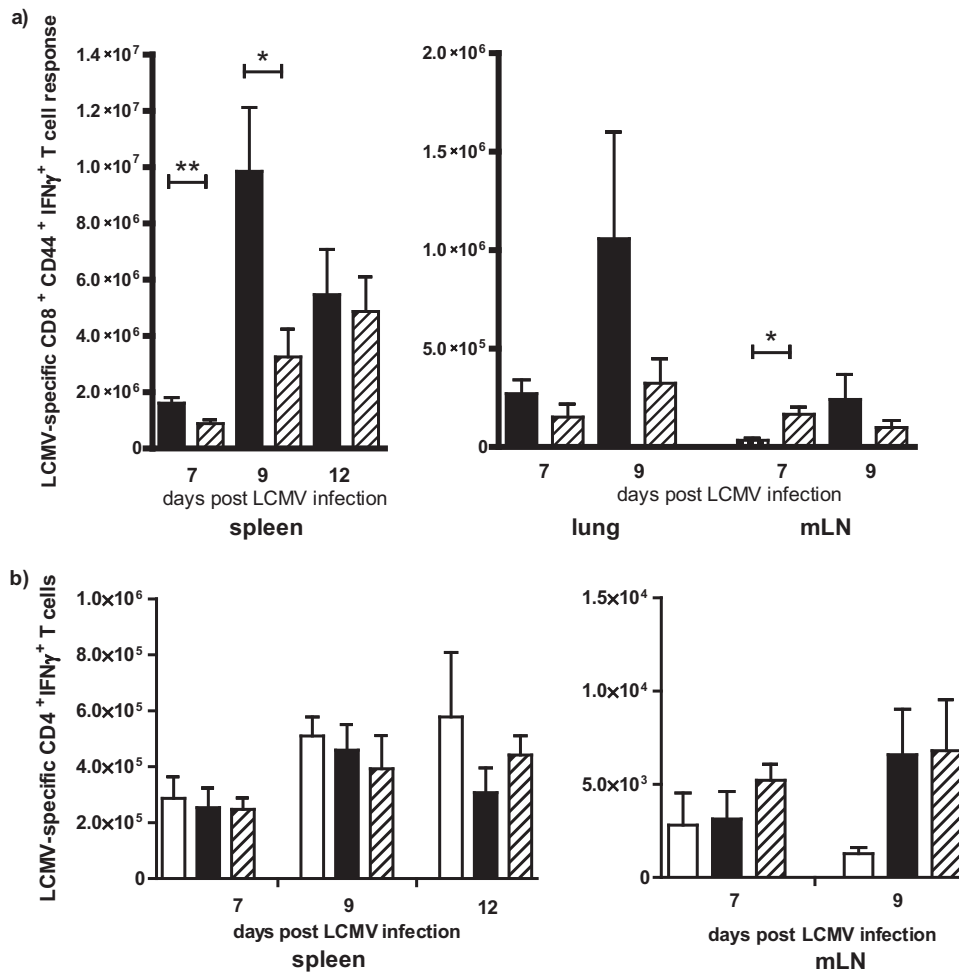 a)
LCMV-specific CD8 + CD44 + IFNγ+ T cell response
1.4×10⁷
1.2×10⁷
1.0×10⁷
8.0×10⁶
6.0×10⁶
4.0×10⁶
2.0×10⁶
0
**
*
7 9 12
days post LCMV infection
spleen
2.0×10⁶
1.5×10⁶
1.0×10⁶
5.0×10⁵
0
*
7 9 7 9
days post LCMV infection
lung mLN
b)
LCMV-specific CD4 +IFNγ+ T cells
1.0×10⁶
8.0×10⁵
6.0×10⁵
4.0×10⁵
2.0×10⁵
0
7 9 12
days post LCMV infection
spleen
1.5×10⁴
1.0×10⁴
5.0×10³
0
7 9
days post LCMV infection
mLN